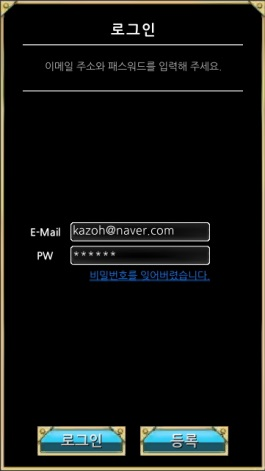 로그인
이메일 주소와 패스워드를 입력해 주세요.
E-Mail kazoh@naver.com
PW ******
비밀번호를 잊어버렸습니다.
로그인 등록